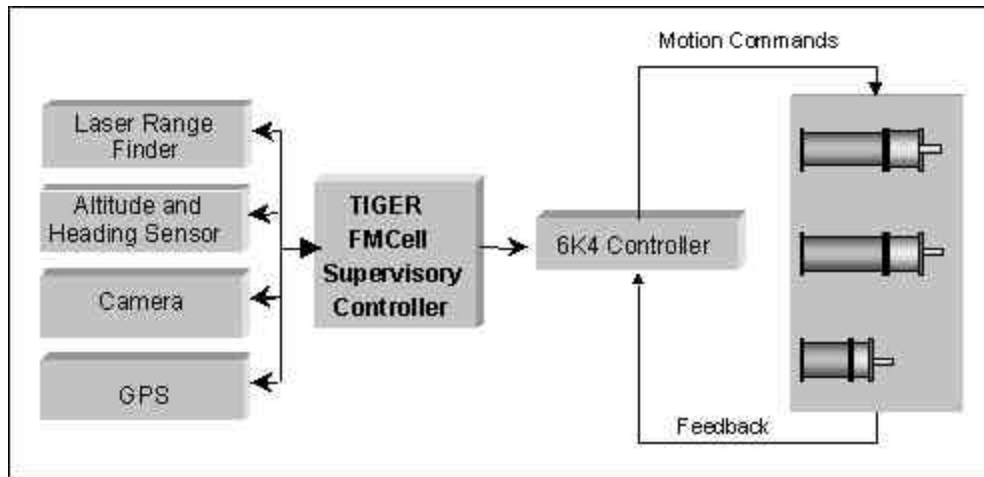 Motion Commands
Laser Range
Finder
Altitude and
Heading Sensor
Camera
GPS
TIGER
FMCell
Supervisory
Controller
6K4 Controller
Feedback